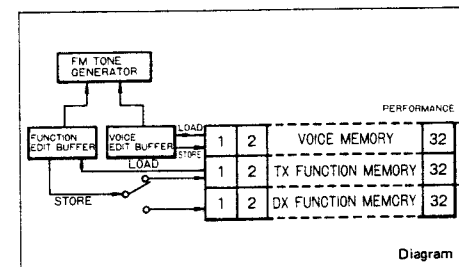 FM TONE
GENERATOR
PERFORMANCE
FUNCTION
EDIT BUFFER
VOICE
EDIT BUFFER
LOAD
STORE
1 2 VOICE MEMORY 32
LOAD
1 2 TX FUNCTION MEMORY 32
STORE
1 2 DX FUNCTION MEMORY 32
Diagram